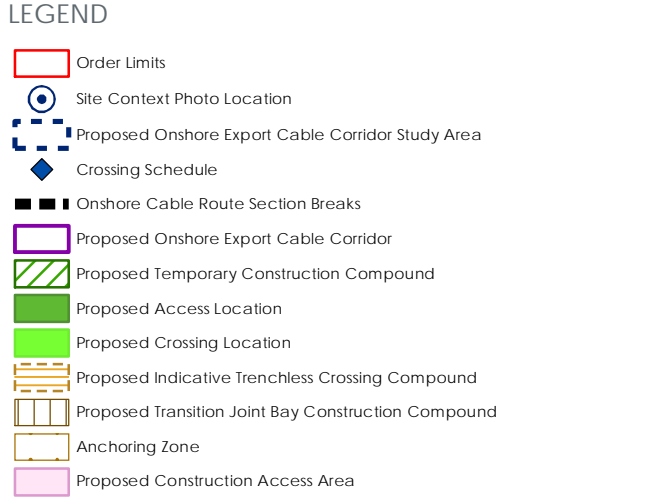 LEGEND
Order Limits
Site Context Photo Location
Proposed Onshore Export Cable Corridor Study Area
Crossing Schedule
Onshore Cable Route Section Breaks
Proposed Onshore Export Cable Corridor
Proposed Temporary Construction Compound
Proposed Access Location
Proposed Crossing Location
Proposed Indicative Trenchless Crossing Compound
Proposed Transition Joint Bay Construction Compound
Anchoring Zone
Proposed Construction Access Area